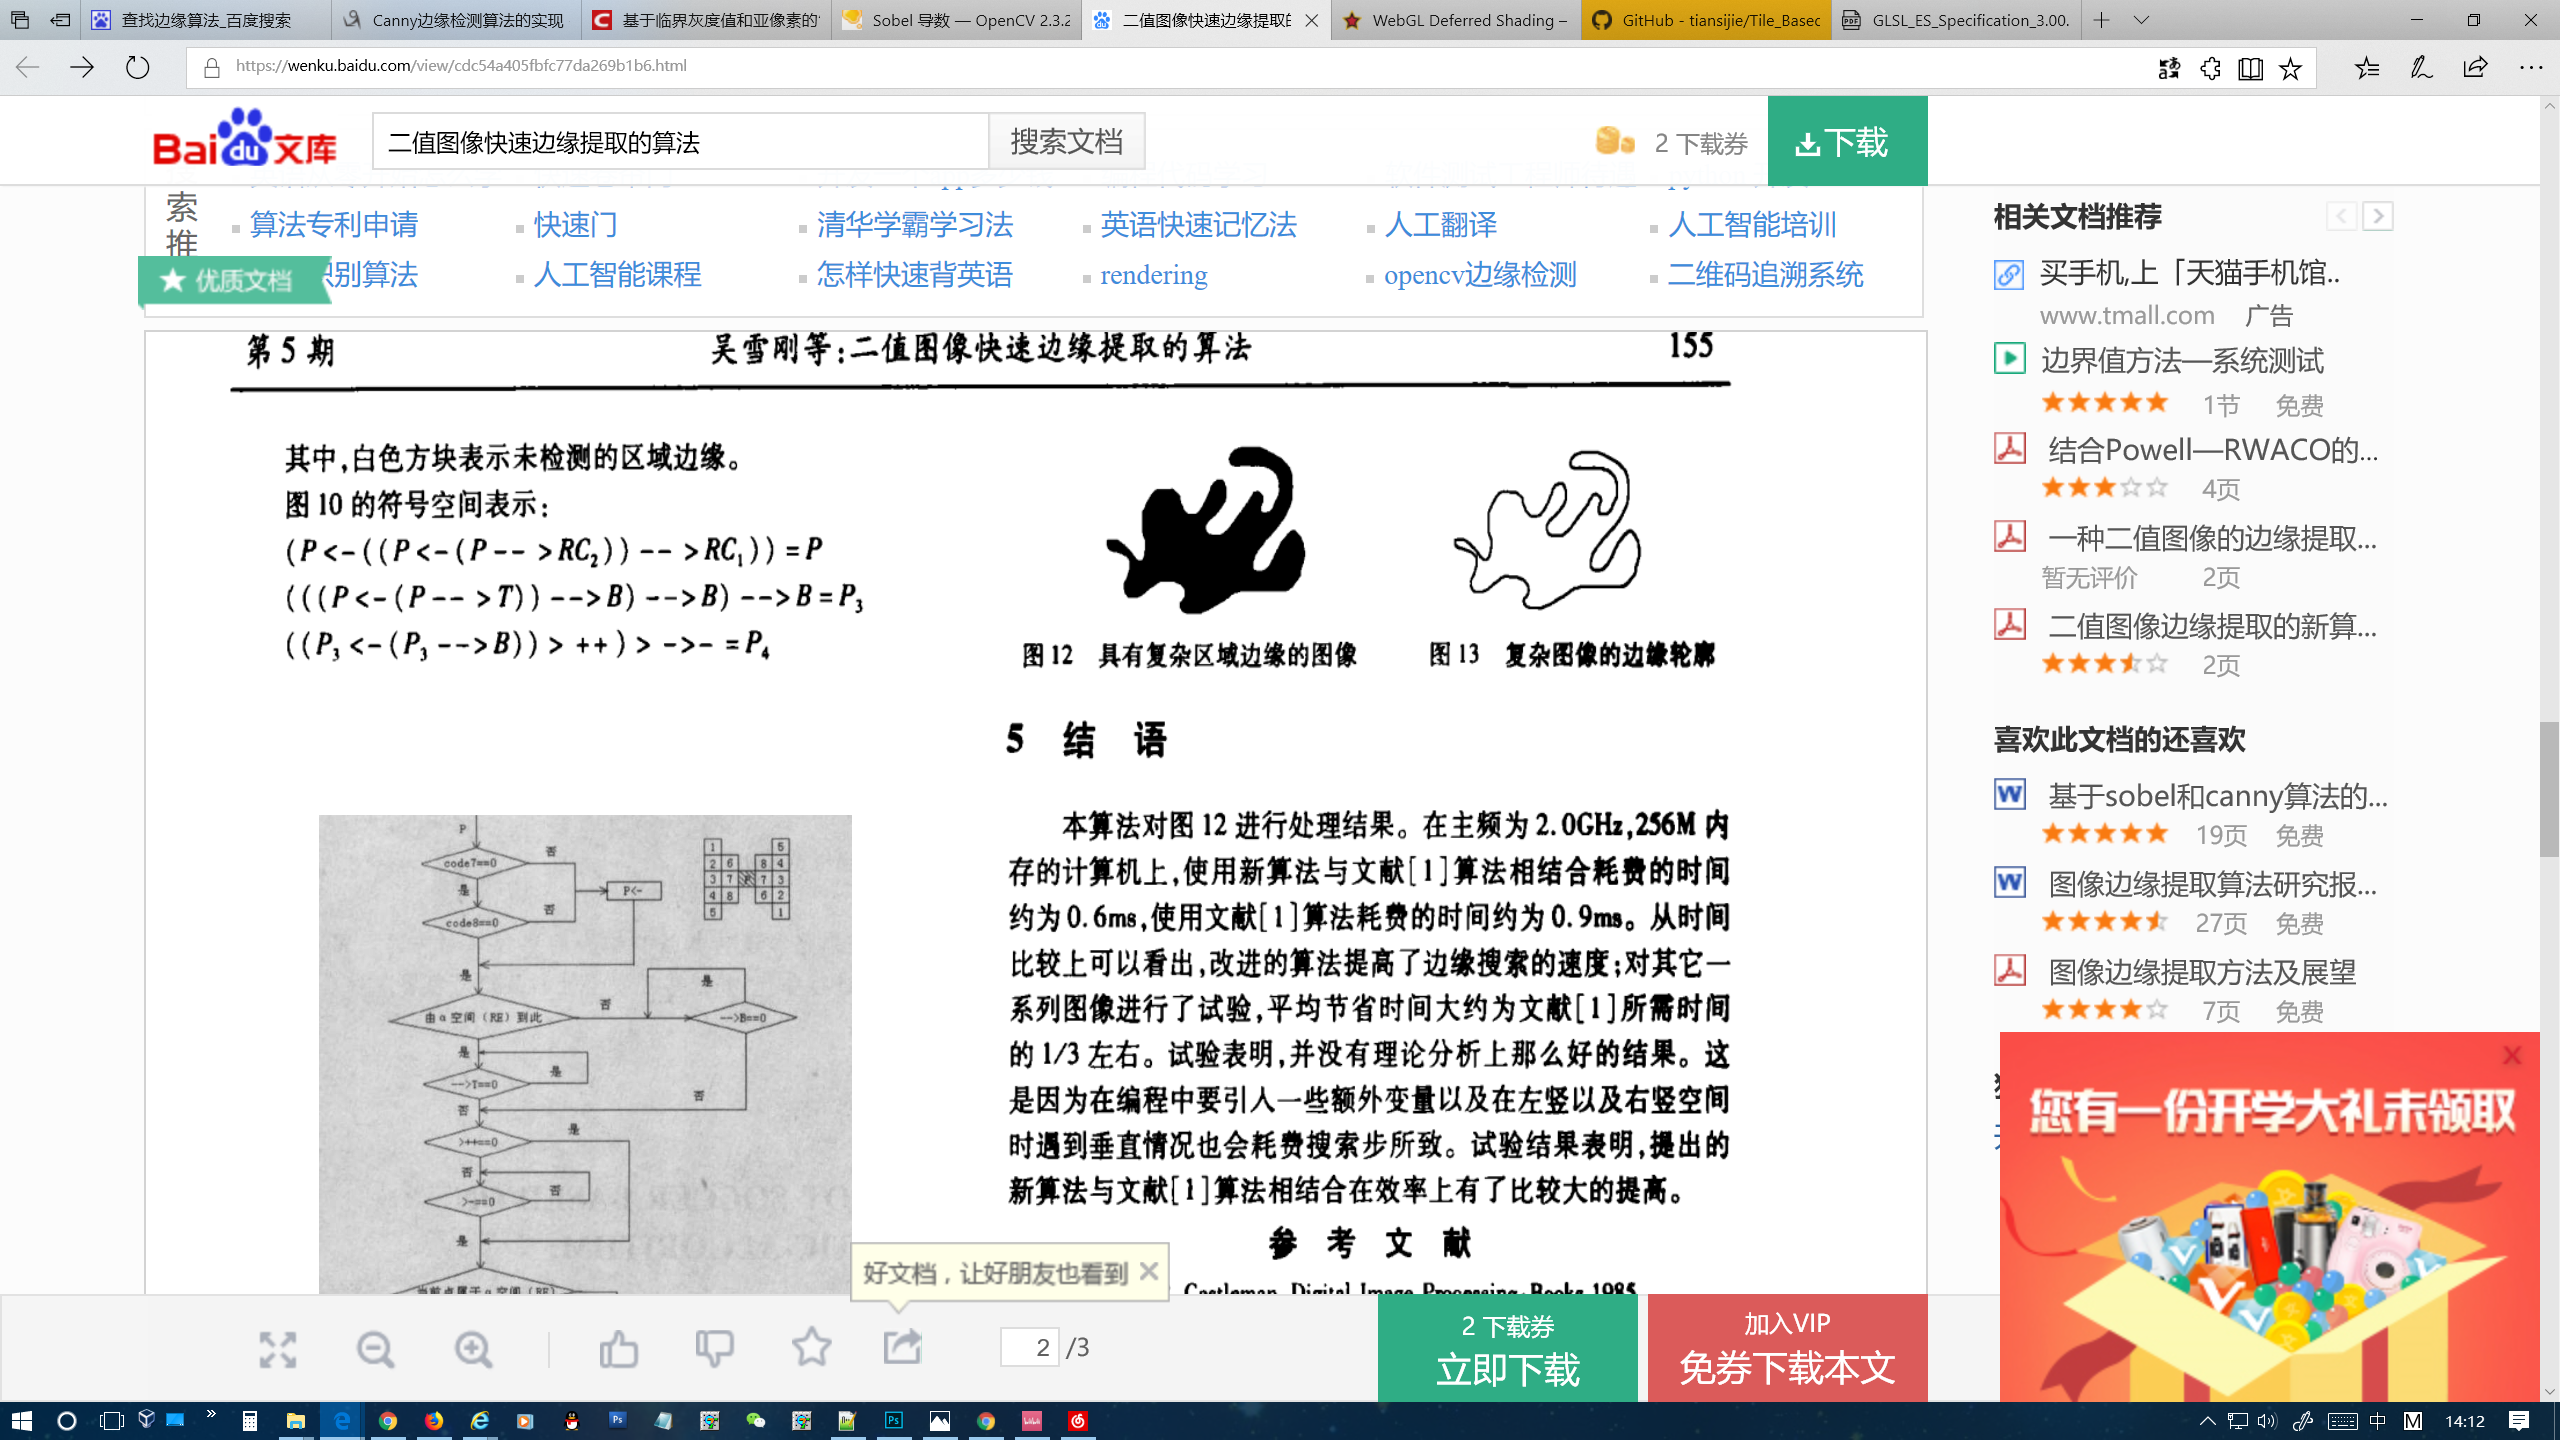 查找边缘算法_百度搜索
Canny边缘检测算法的实现
基于临界灰度值和亚像素的
Sobel 导数 — OpenCV 2.3.2
二值图像快速边缘提取的
WebGL Deferred Shading –
GitHub - tiansijie/Tile_Basec
GLSL_ES_Specification_3.00.
https://wenku.baidu.com/view/cdc54a405fbfc77da269b1b6.html
Bai du 文库
二值图像快速边缘提取的算法
搜索文档
2 下载券
下载
索
推
算法专利申请
快速门
清华学霸学习法
英语快速记忆法
人工翻译
人工智能培训
优质文档
识别算法
人工智能课程
怎样快速背英语
rendering
opencv边缘检测
二维码追溯系统
第 5 期
吴雪刚等:二值图像快速边缘提取的算法
155
其中,白色方块表示未检测的区域边缘。
图 10 的符号空间表示:
(P<-((P<-(P-->RC2))-->RC1))=P
(((P<-(P-->T))-->B)-->B)-->B=P3
((P3<-(P3-->B))>++)>->-=P4
P
code7==0
否
是
P<-
code8==0
否
是
1 5
2 6 8 4
3 7 7 3
4 8 6 2
5 1
由α空间(RE)到此
否
是
-->B==0
是
-->T==0
是
否
否
>++==0
是
否
>-==0
否
是
当前点属于α空间(RE)
图 12 具有复杂区域边缘的图像
图 13 复杂图像的边缘轮廓
5 结 语
本算法对图 12 进行处理结果。在主频为 2.0GHz,256M 内
存的计算机上,使用新算法与文献[1]算法相结合耗费的时间
约为 0.6ms,使用文献[1]算法耗费的时间约为 0.9ms。从时间
比较上可以看出,改进的算法提高了边缘搜索的速度;对其它一
系列图像进行了试验,平均节省时间大约为文献[1]所需时间
的 1/3 左右。试验表明,并没有理论分析上那么好的结果。这
是因为在编程中要引入一些额外变量以及在左竖以及右竖空间
时遇到垂直情况也会耗费搜索步所致。试验结果表明,提出的
新算法与文献[1]算法相结合在效率上有了比较大的提高。
参 考 文 献
Castleman. Digital Image Processing. Books,1985
好文档，让好朋友也看到
2 /3
2 下载券
立即下载
加入VIP
免券下载本文
相关文档推荐
买手机,上「天猫手机馆..
www.tmall.com 广告
边界值方法—系统测试
1节 免费
结合Powell—RWACO的...
4页
一种二值图像的边缘提取...
暂无评价 2页
二值图像边缘提取的新算...
2页
喜欢此文档的还喜欢
基于sobel和canny算法的...
19页 免费
图像边缘提取算法研究报...
27页 免费
图像边缘提取方法及展望
7页 免费
您有一份开学大礼未领取
中
M
14:12